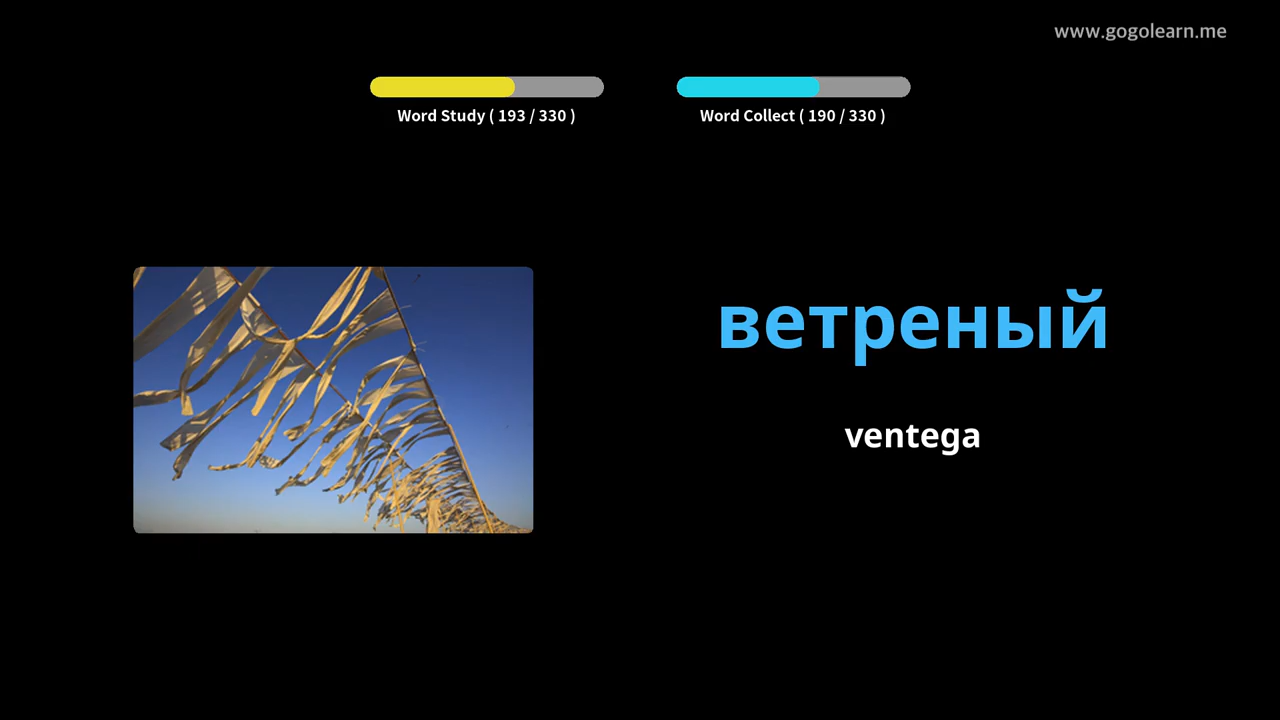 www.gogolearn.me
Word Study ( 193 / 330 )
Word Collect ( 190 / 330 )
ветреный
ventega